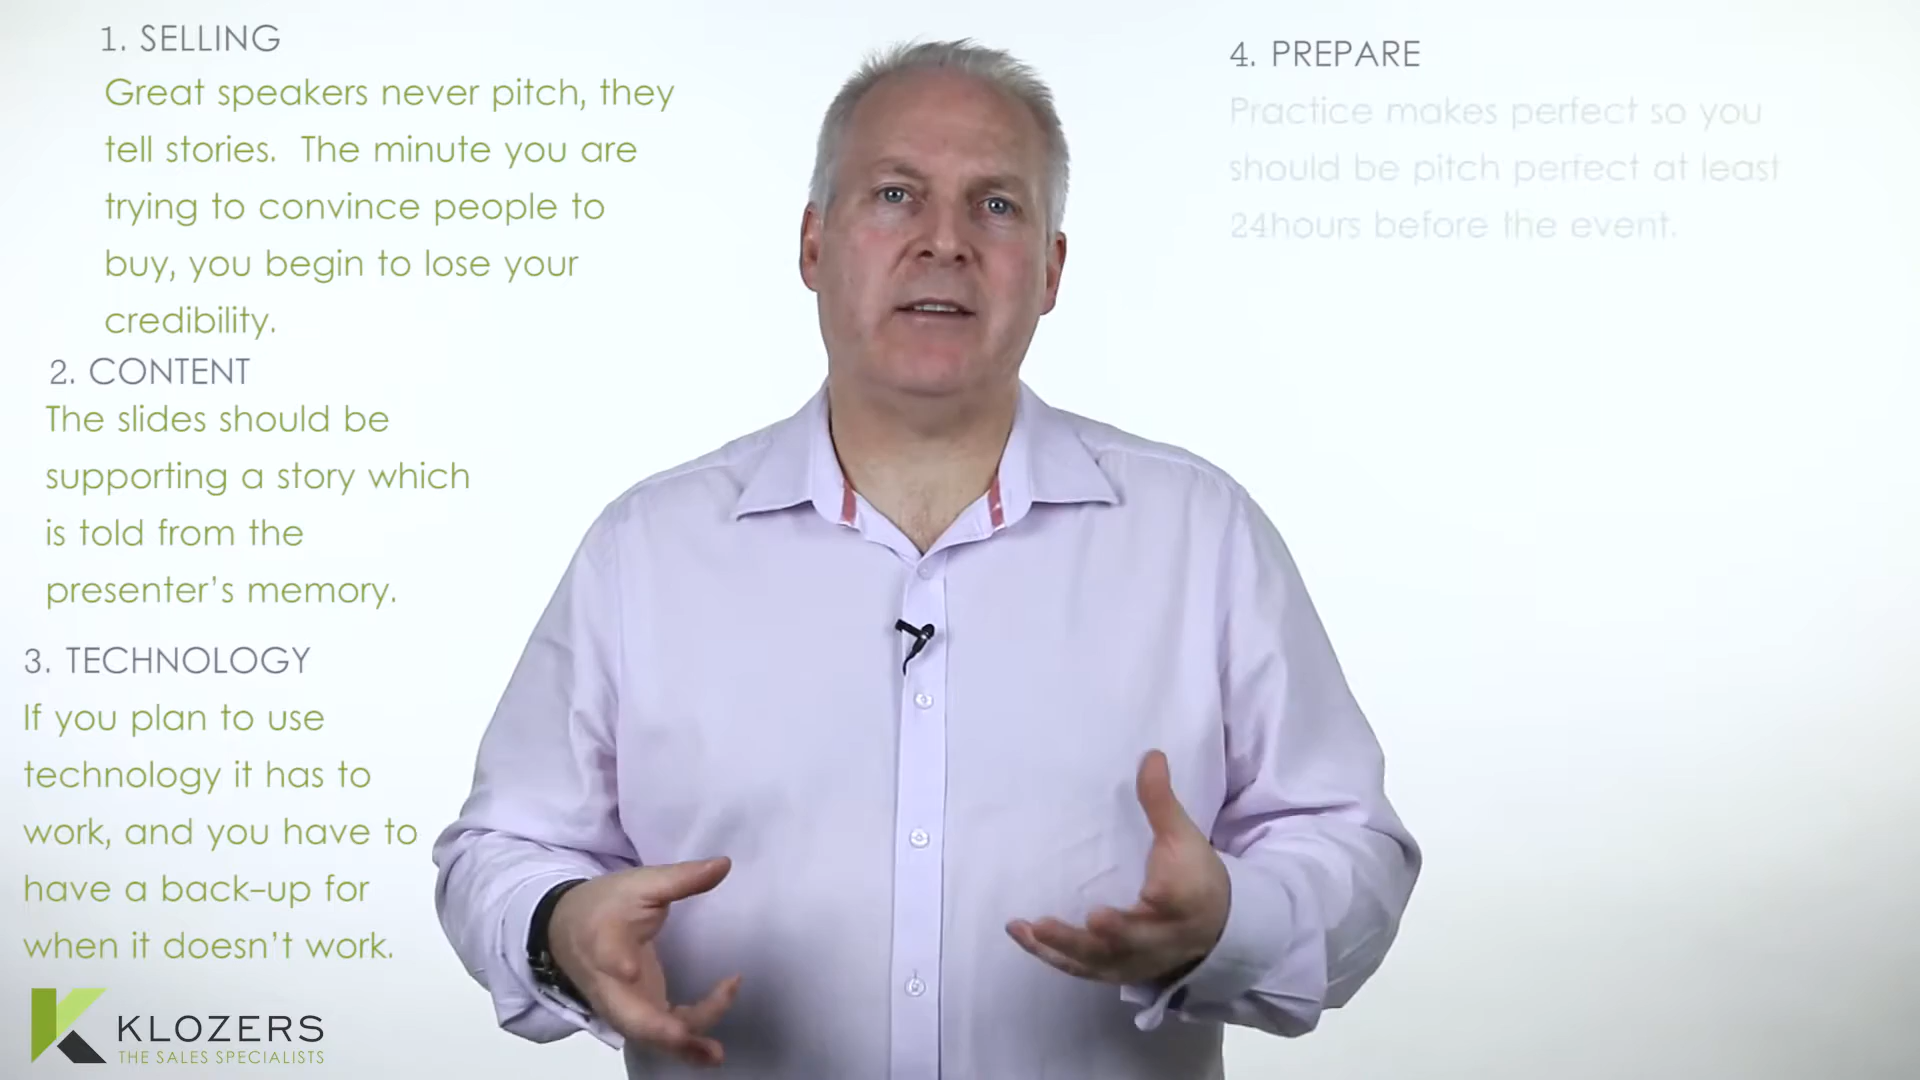 1. SELLING
Great speakers never pitch, they
tell stories.  The minute you are
trying to convince people to
buy, you begin to lose your
credibility.
2. CONTENT
The slides should be
supporting a story which
is told from the
presenter's memory.
3. TECHNOLOGY
If you plan to use
technology it has to
work, and you have to
have a back-up for
when it doesn't work.
KLOZERS
THE SALES SPECIALISTS
4. PREPARE
Practice makes perfect so you
should be pitch perfect at least
24hours before the event.